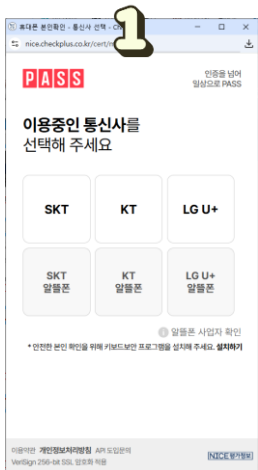 휴대폰 본인확인 - 통신사 선택 - Ch
1
nice.checkplus.co.kr/cert/m
PASS
인증을 넘어
일상으로 PASS
이용중인 통신사를
선택해 주세요
SKT
KT
LG U+
SKT
알뜰폰
KT
알뜰폰
LG U+
알뜰폰
알뜰폰 사업자 확인
* 안전한 본인 확인을 위해 키보드보안 프로그램을 설치해 주세요. 설치하기
이용약관 개인정보처리방침 API 도입문의
VeriSign 256-bit SSL 암호화 적용
NICE평가정보